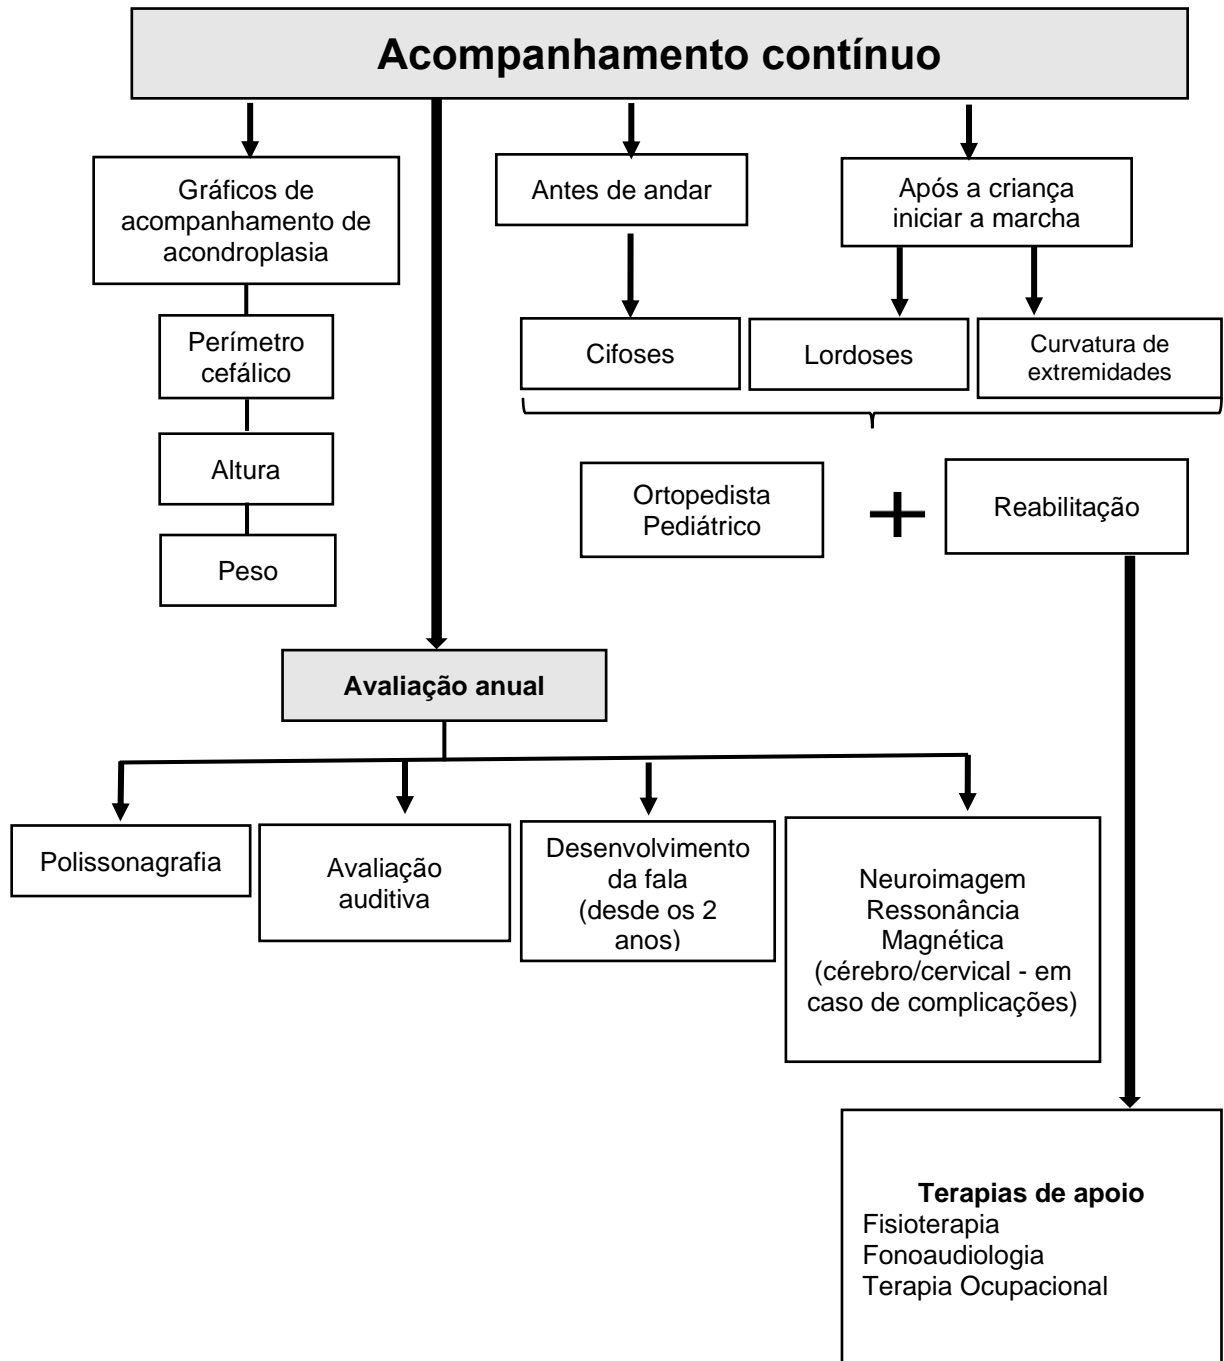 Acompanhamento contínuo
Gráficos de
acompanhamento de
acondroplasia
Antes de andar
Após a criança
iniciar a marcha
Perímetro
cefálico
Cifoses
Lordoses
Curvatura de
extremidades
Altura
Ortopedista
Pediátrico
Reabilitação
Peso
Avaliação anual
Polissonagrafia
Avaliação
auditiva
Desenvolvimento
da fala
(desde os 2
anos)
Neuroimagem
Ressonância
Magnética
(cérebro/cervical - em
caso de complicações)
Terapias de apoio
Fisioterapia
Fonoaudiologia
Terapia Ocupacional